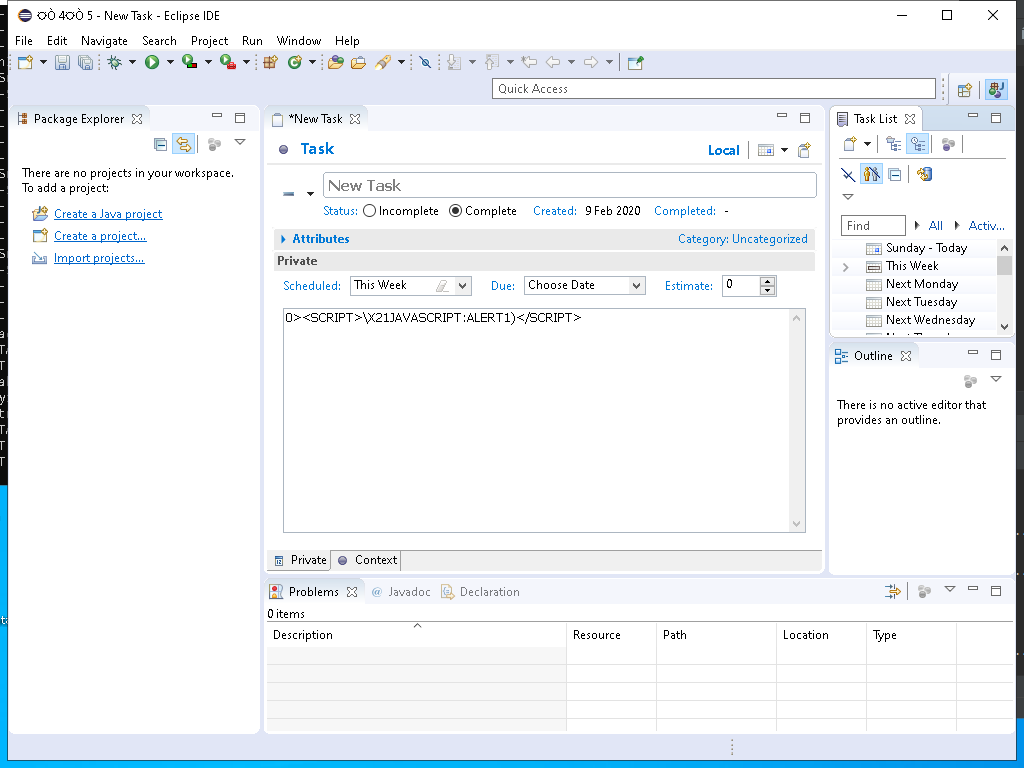 ѸÒ 4ѸÒ 5 - New Task - Eclipse IDE
File Edit Navigate Search Project Run Window Help
Quick Access
Package Explorer
There are no projects in your workspace.
To add a project:
Create a Java project
Create a project...
Import projects...
*New Task
Task
Local
New Task
Status: Incomplete Complete Created: 9 Feb 2020 Completed: -
Attributes Category: Uncategorized
Private
Scheduled: This Week Due: Choose Date Estimate: 0
0><SCRIPT>\X21JAVASCRIPT:ALERT1)</SCRIPT>
Private Context
Task List
Find All Activ...
Sunday - Today
This Week
Next Monday
Next Tuesday
Next Wednesday
Outline
There is no active editor that
provides an outline.
Problems Javadoc Declaration
0 items
Description Resource Path Location Type